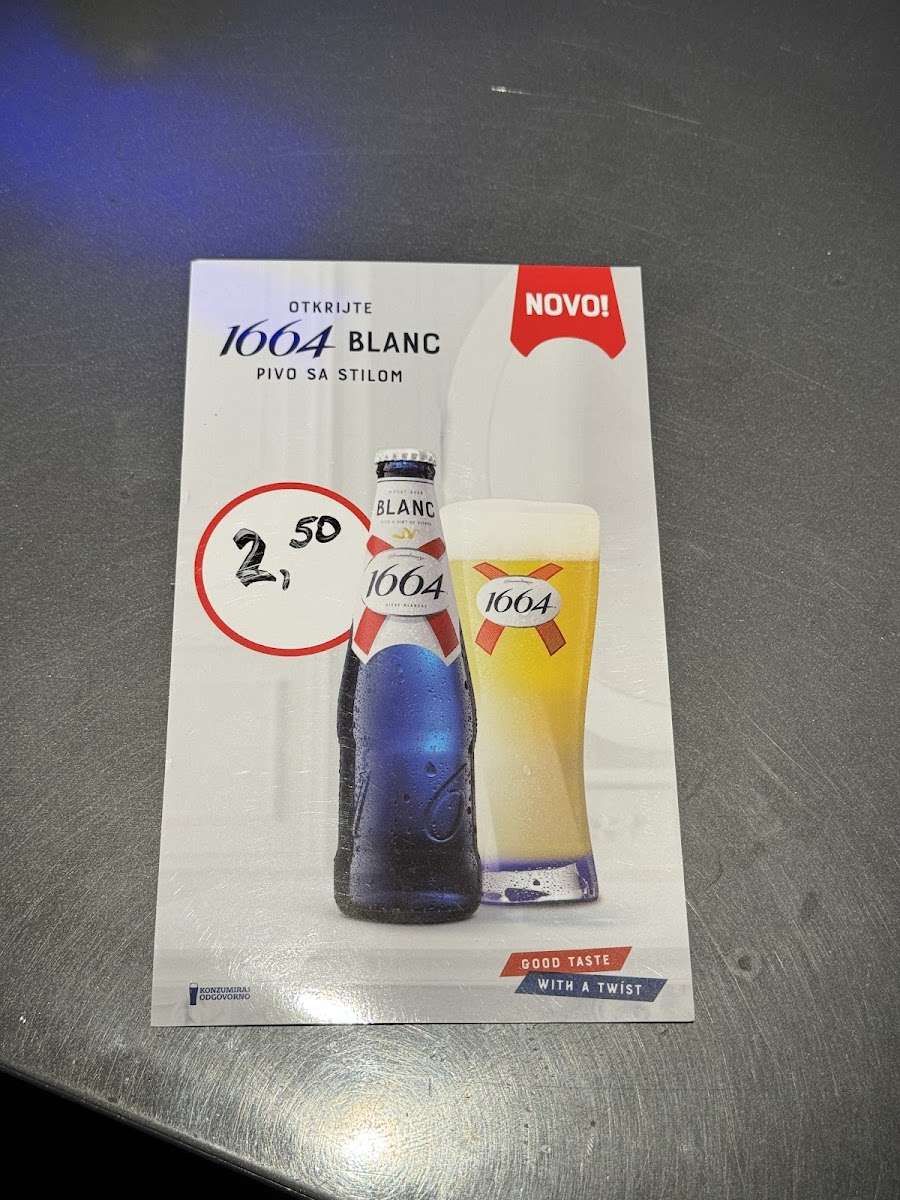 OTKRIJTE
1664 BLANC
PIVO SA STILOM
NOVO!
2,50
BLANC
1664
1664
GOOD TASTE
WITH A TWIST
KONZUMIRAJ
ODGOVORNO